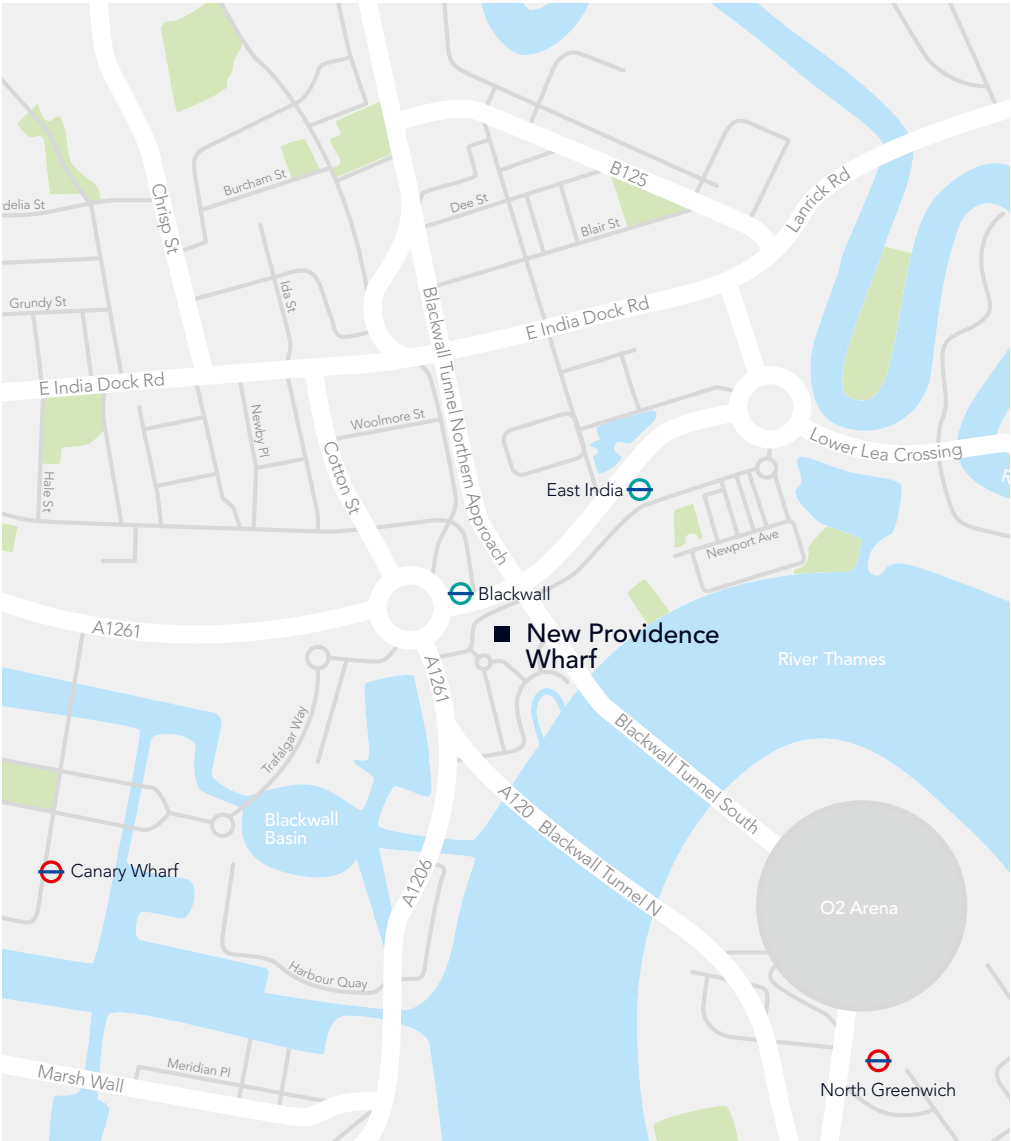 B125
Lanrick Rd
Burcham St
Chrisp St
Dee St
delia St
Blair St
Ida St
Grundy St
Blackwall Tunnel Northern Approach
E India Dock Rd
E India Dock Rd
Newby Pl
Woolmore St
Cotton St
Lower Lea Crossing
Hale St
East India
R
Newport Ave
Blackwall
A1261
New Providence
Wharf
River Thames
A1261
Trafalgar Way
Blackwall Tunnel South
A120 Blackwall Tunnel N
Blackwall
Basin
Canary Wharf
A1206
O2 Arena
Harbour Quay
Meridian Pl
Marsh Wall
North Greenwich